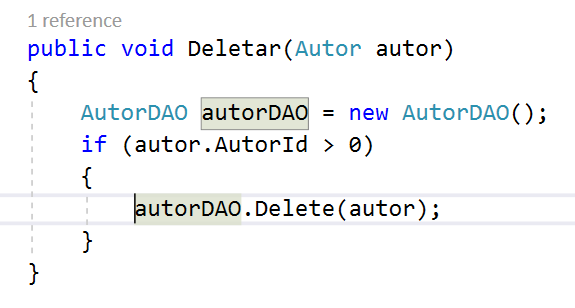 1 reference
public void Deletar(Autor autor)
{
AutorDAO autorDAO = new AutorDAO();
if (autor.AutorId > 0)
{
autorDAO.Delete(autor);
}
}